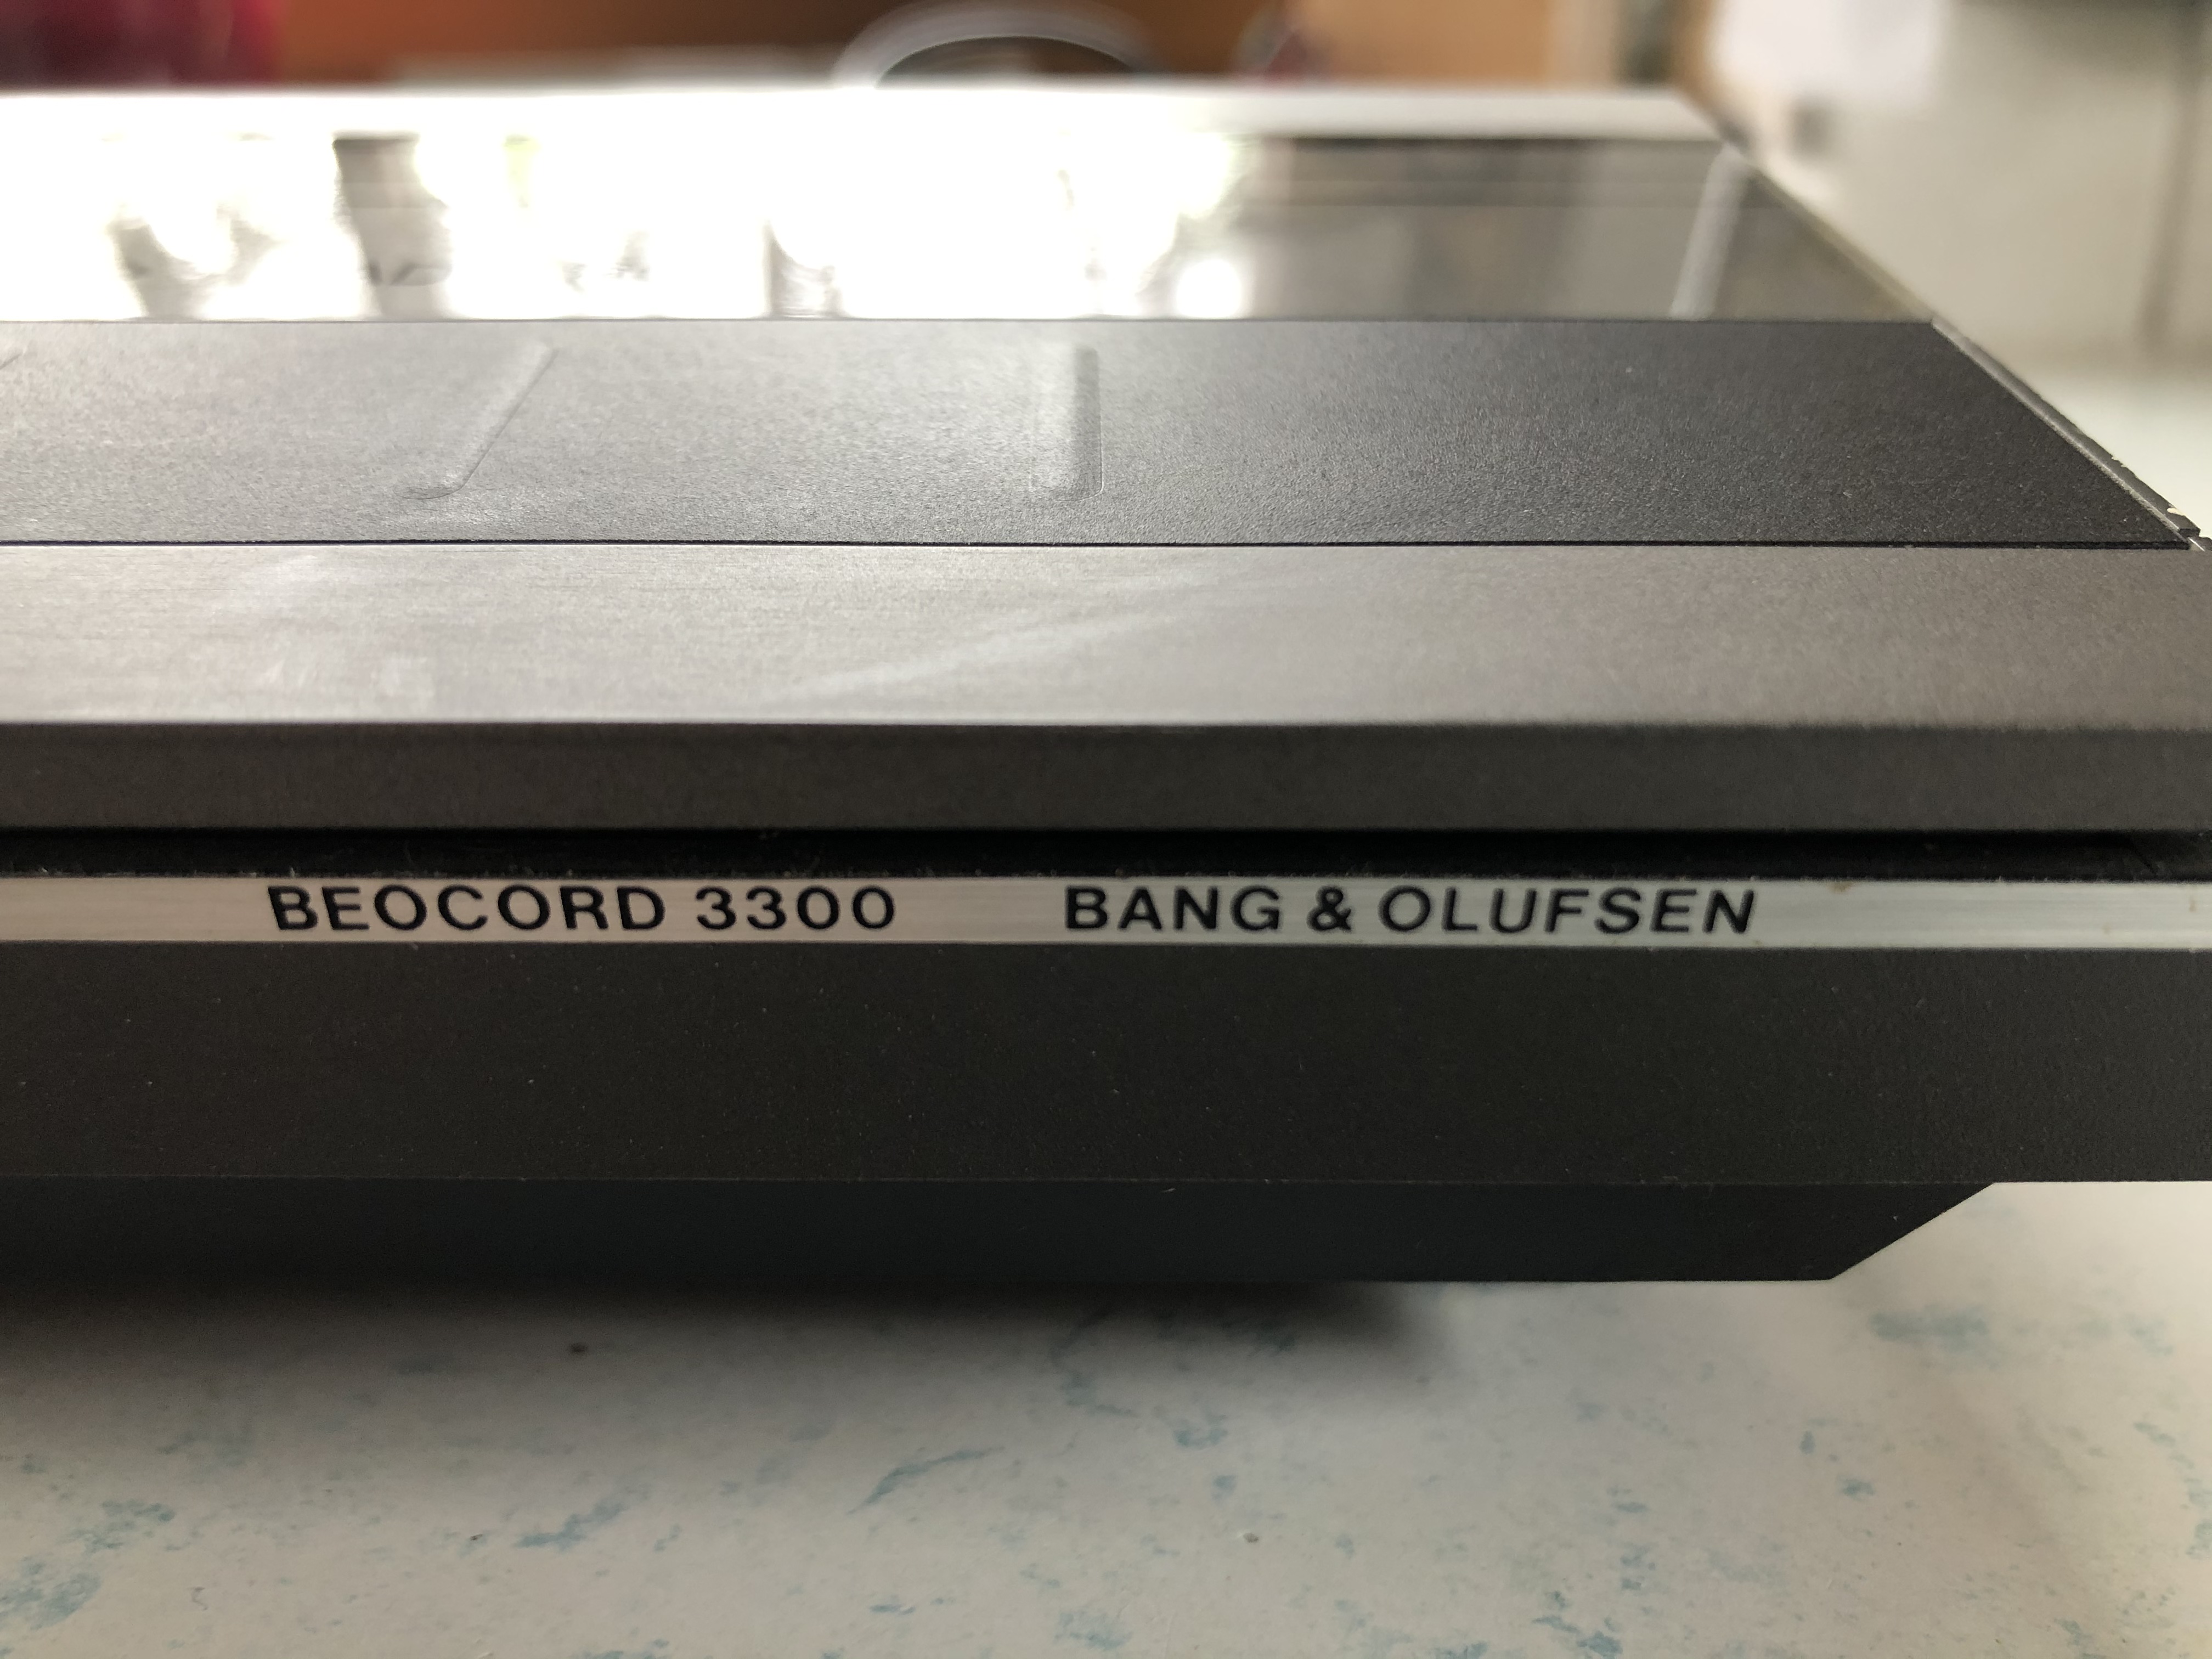 BEOCORD 3300 BANG & OLUFSEN